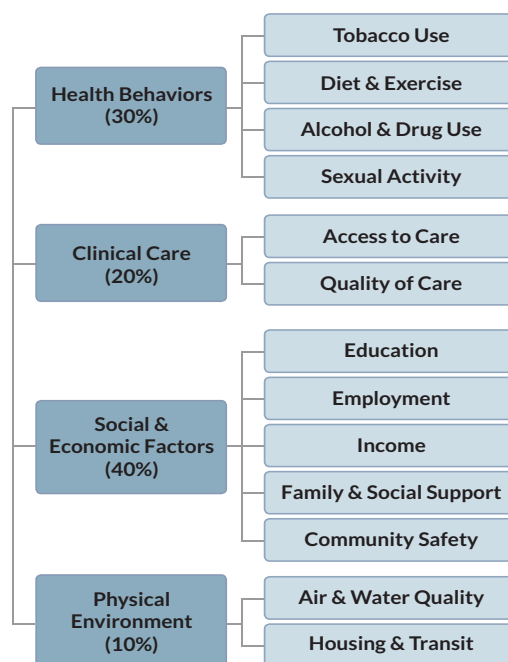 Health Behaviors
(30%)
Tobacco Use
Diet & Exercise
Alcohol & Drug Use
Sexual Activity
Clinical Care
(20%)
Access to Care
Quality of Care
Social &
Economic Factors
(40%)
Education
Employment
Income
Family & Social Support
Community Safety
Physical
Environment
(10%)
Air & Water Quality
Housing & Transit